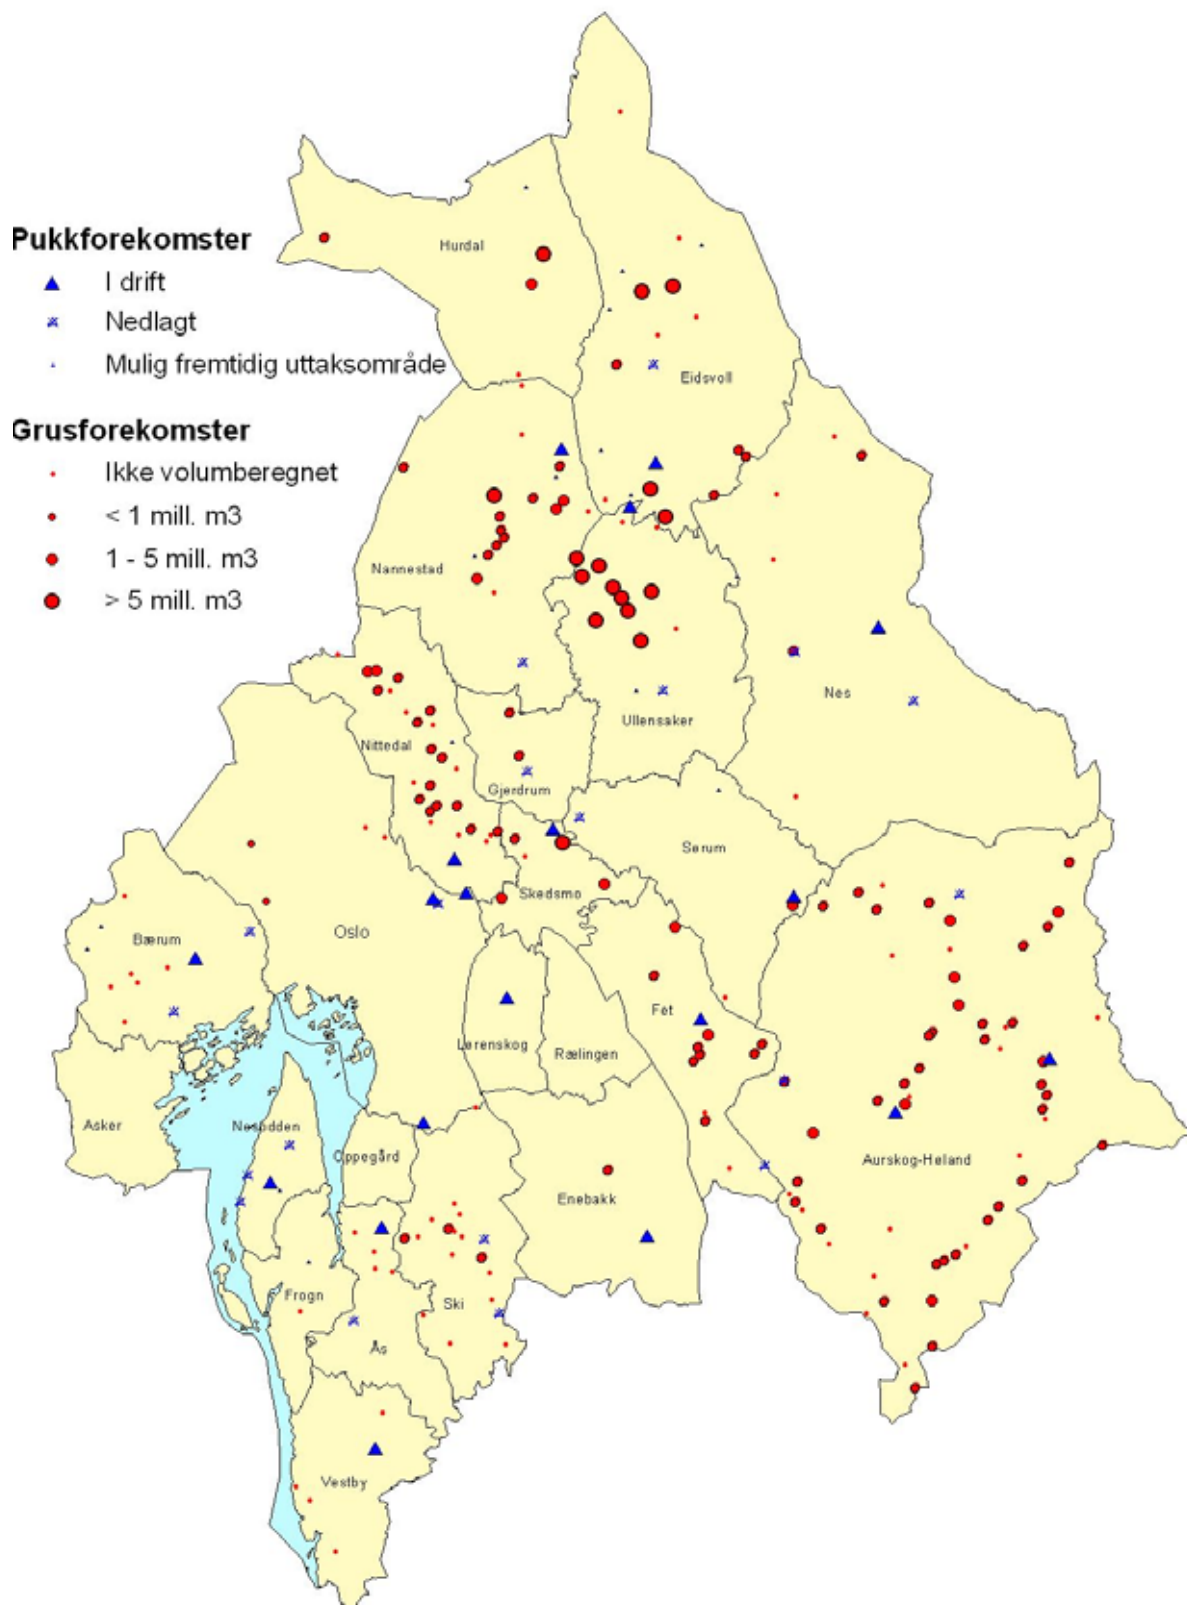 Pukkforekomster
I drift
Nedlagt
Mulig fremtidig uttaksområde
Grusforekomster
Ikke volumberegnet
< 1 mill. m3
1 - 5 mill. m3
> 5 mill. m3
Hurdal
Eidsvoll
Nannestad
Nes
Ullensaker
Nittedal
Gjerdrum
Sørum
Skedsmo
Oslo
Bærum
Fet
Lørenskog
Rælingen
Asker
Nesodden
Oppegård
Aurskog-Høland
Enebakk
Frogn
Ski
Ås
Vestby